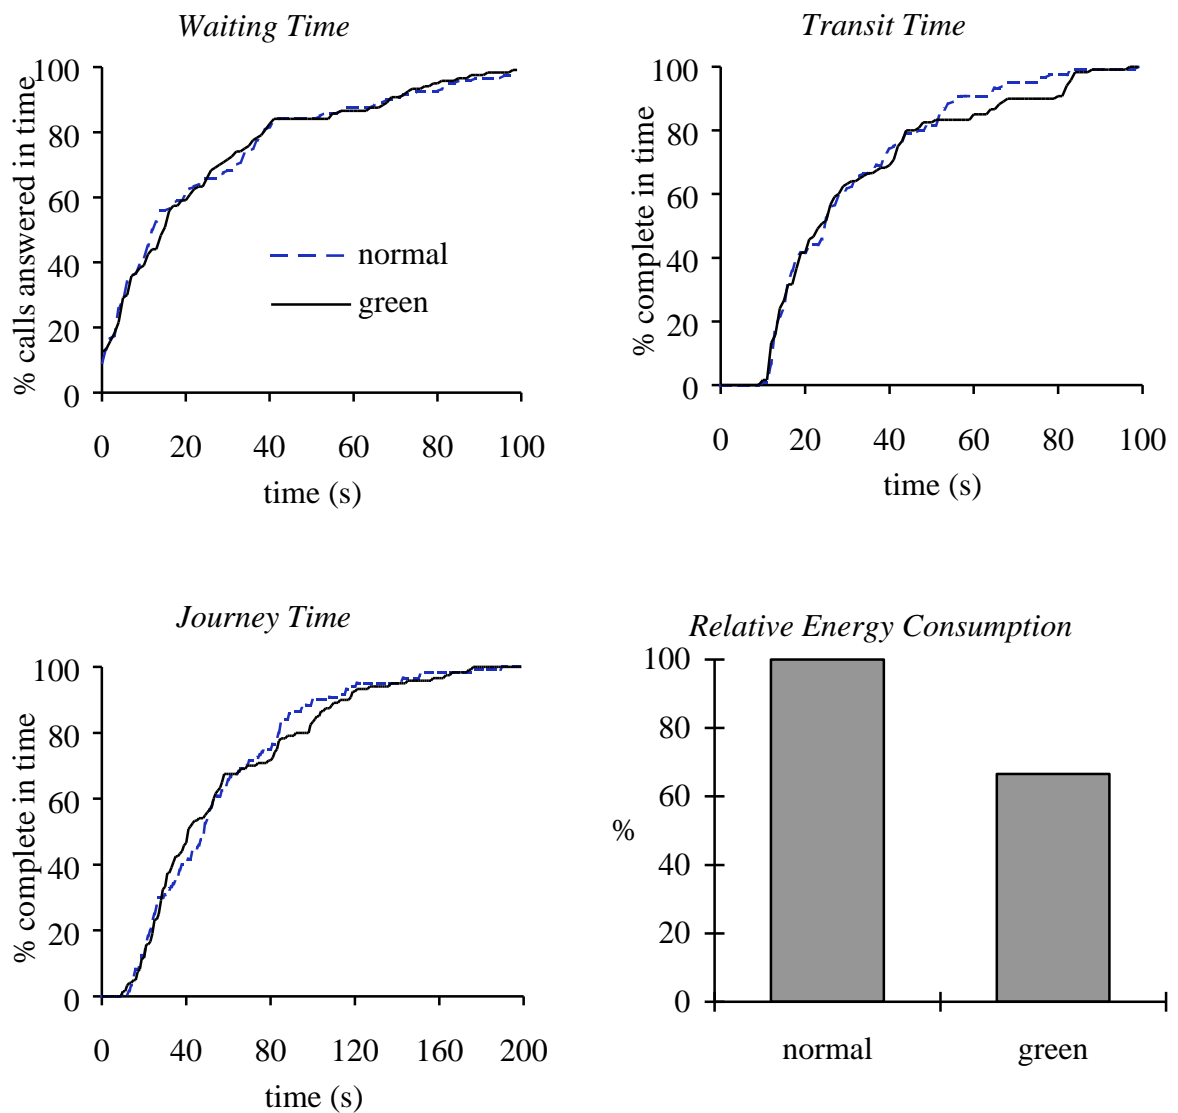 Waiting Time
% calls answered in time
100
80
60
40
20
0
normal
green
0 20 40 60 80 100
time (s)
Transit Time
% complete in time
100
80
60
40
20
0
0 20 40 60 80 100
time (s)
Journey Time
% complete in time
100
80
60
40
20
0
0 40 80 120 160 200
time (s)
Relative Energy Consumption
%
100
80
60
40
20
0
normal green